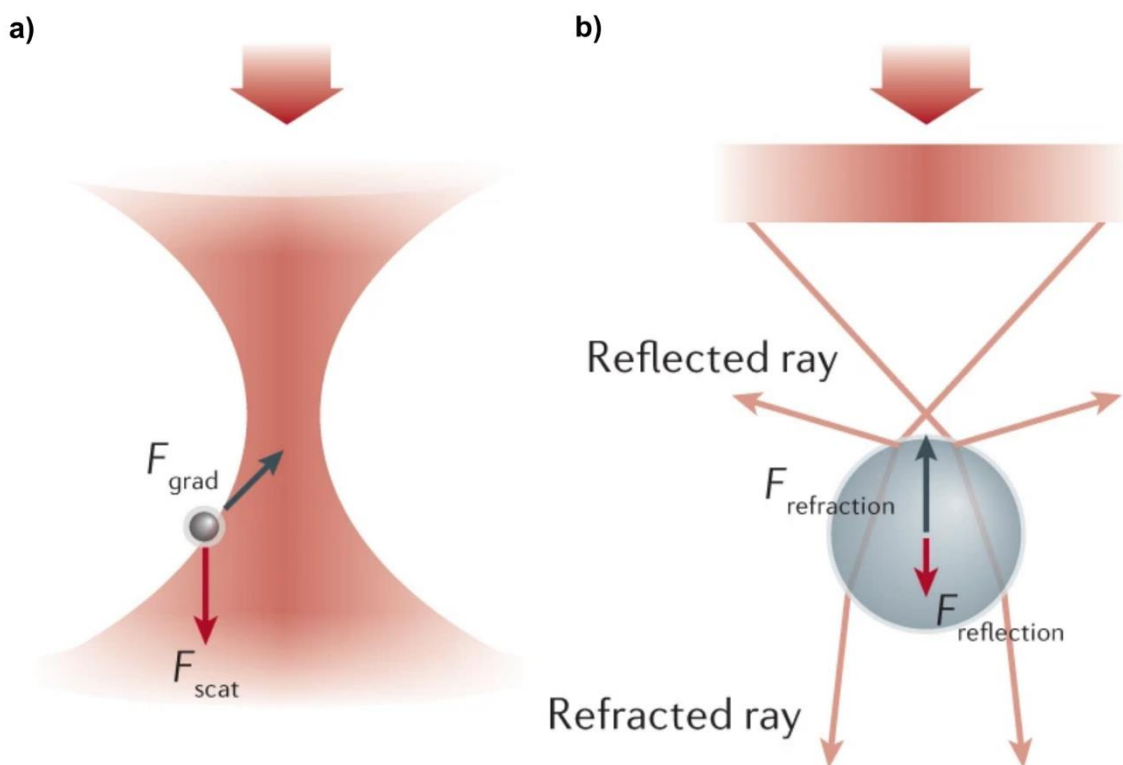 a)
F grad
F scat
b)
Reflected ray
F refraction
F reflection
Refracted ray